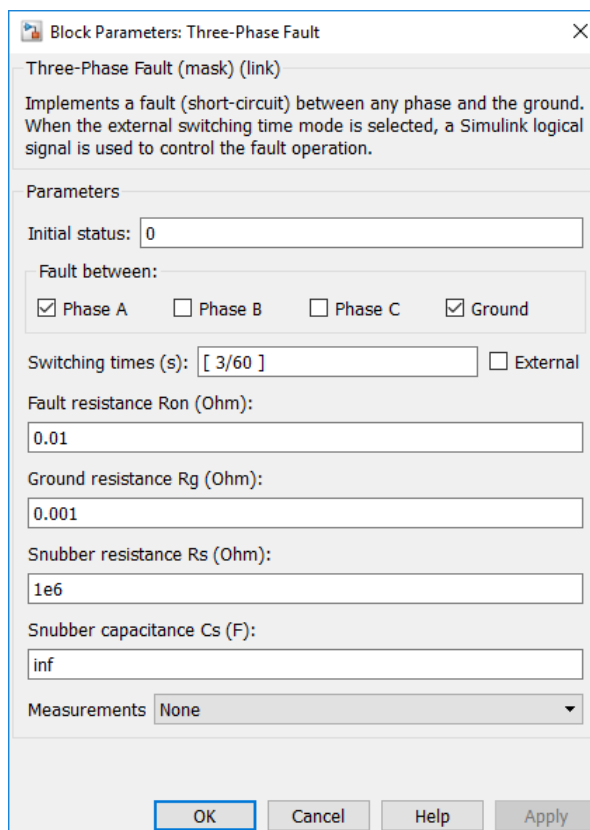 Block Parameters: Three-Phase Fault
Three-Phase Fault (mask) (link)
Implements a fault (short-circuit) between any phase and the ground.
When the external switching time mode is selected, a Simulink logical
signal is used to control the fault operation.
Parameters
Initial status: 0
Fault between:
Phase A Phase B Phase C Ground
Switching times (s): [ 3/60 ] External
Fault resistance Ron (Ohm):
0.01
Ground resistance Rg (Ohm):
0.001
Snubber resistance Rs (Ohm):
1e6
Snubber capacitance Cs (F):
inf
Measurements None
OK Cancel Help Apply